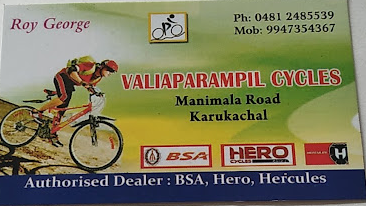 Roy George
Ph: 0481 2485539
Mob: 9947354367
VALIAPARAMPIL CYCLES
Manimala Road
Karukachal
BSA
HERO
CYCLES
Authorised Dealer : BSA, Hero, Hercules